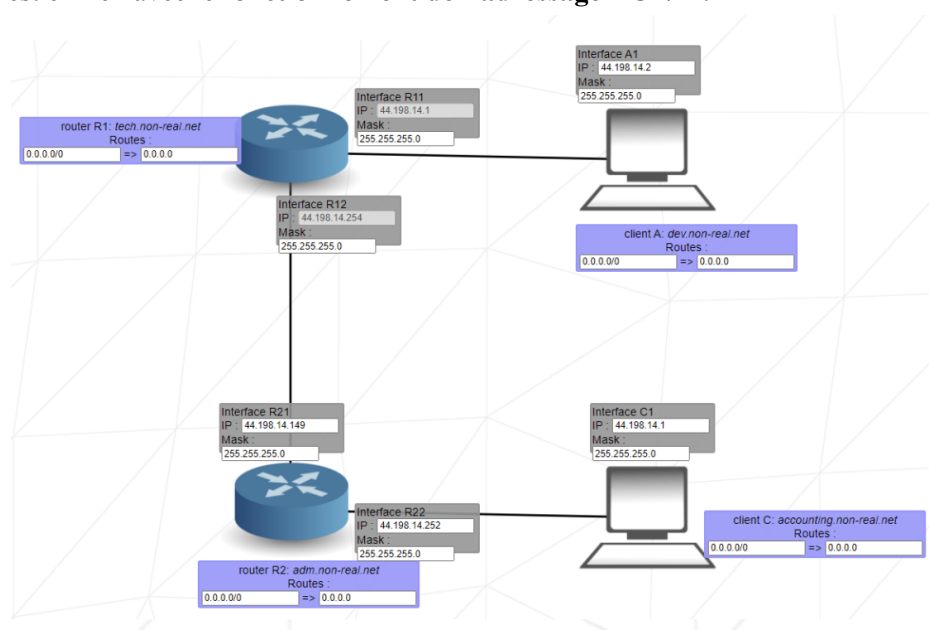 Interface A1
IP : 44.198.14.2
Mask :
255.255.255.0
Interface R11
IP : 44.198.14.1
Mask :
255.255.255.0
router R1: tech.non-real.net
Routes :
0.0.0.0/0 => 0.0.0.0
Interface R12
IP : 44.198.14.254
Mask :
255.255.255.0
client A: dev.non-real.net
Routes :
0.0.0.0/0 => 0.0.0.0
Interface R21
IP : 44.198.14.149
Mask :
255.255.255.0
Interface C1
IP : 44.198.14.1
Mask :
255.255.255.0
Interface R22
IP : 44.198.14.252
Mask :
255.255.255.0
client C: accounting.non-real.net
Routes :
0.0.0.0/0 => 0.0.0.0
router R2: adm.non-real.net
Routes :
0.0.0.0/0 => 0.0.0.0